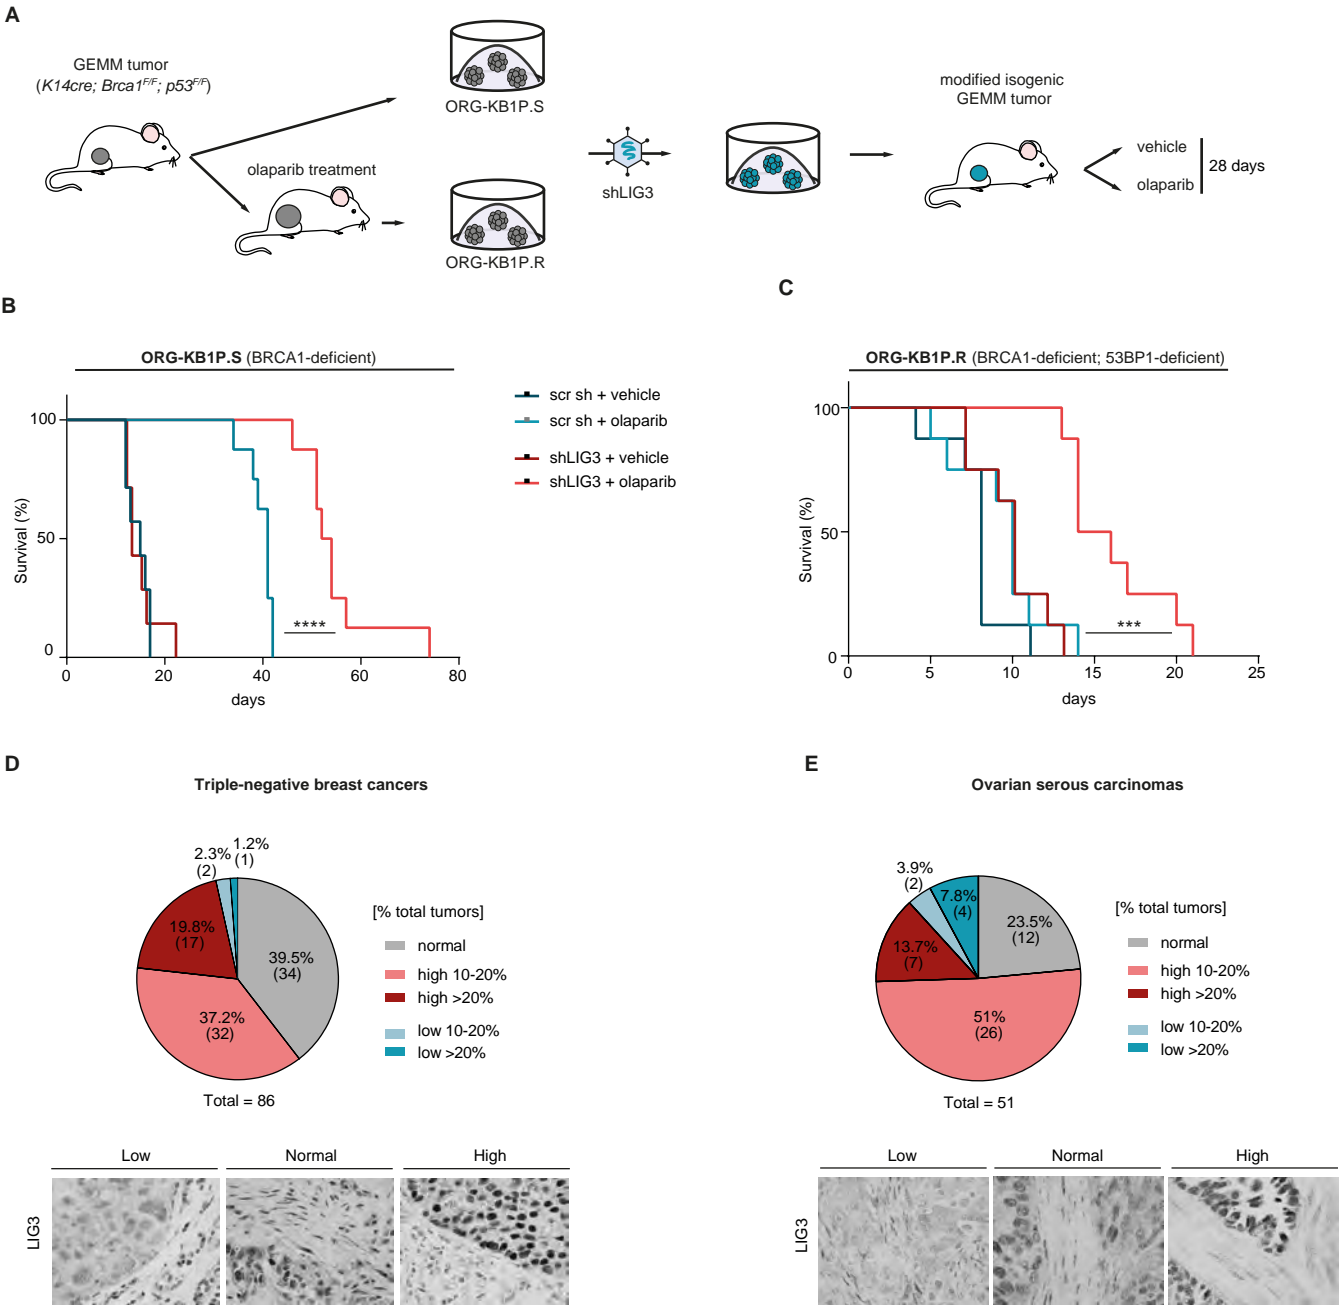 A
GEMM tumor
(K14cre; Brca1F/F; p53F/F)
olaparib treatment
ORG-KB1P.S
ORG-KB1P.R
shLIG3
modified isogenic
GEMM tumor
vehicle
olaparib
28 days
B
ORG-KB1P.S (BRCA1-deficient)
100
50
0
Survival (%)
0 20 40 60 80
days
****
scr sh + vehicle
scr sh + olaparib
shLIG3 + vehicle
shLIG3 + olaparib
C
ORG-KB1P.R (BRCA1-deficient; 53BP1-deficient)
100
50
0
Survival (%)
0 5 10 15 20 25
days
***
D
Triple-negative breast cancers
2.3%
(2)
1.2%
(1)
19.8%
(17)
39.5%
(34)
37.2%
(32)
Total = 86
[% total tumors]
normal
high 10-20%
high >20%
low 10-20%
low >20%
Low Normal High
LIG3
E
Ovarian serous carcinomas
3.9%
(2)
7.8%
(4)
23.5%
(12)
13.7%
(7)
51%
(26)
Total = 51
[% total tumors]
normal
high 10-20%
high >20%
low 10-20%
low >20%
Low Normal High
LIG3